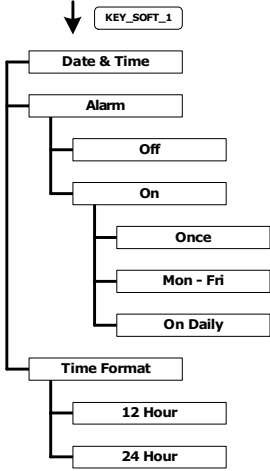 KEY_SOFT_1
Date & Time
Alarm
Off
On
Once
Mon - Fri
On Daily
Time Format
12 Hour
24 Hour